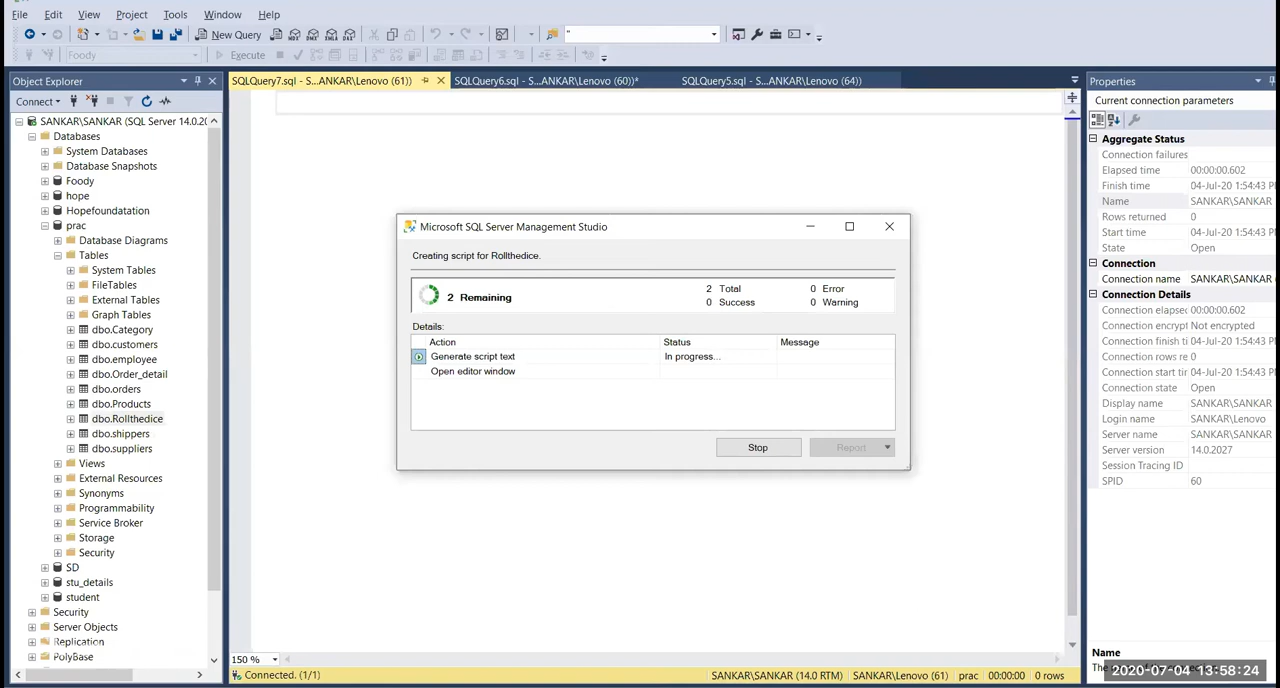 File Edit View Project Tools Window Help
New Query
Foody Execute
Object Explorer
Connect
SANKAR\SANKAR (SQL Server 14.0.20
Databases
System Databases
Database Snapshots
Foody
hope
Hopefoundatation
prac
Database Diagrams
Tables
System Tables
FileTables
External Tables
Graph Tables
dbo.Category
dbo.customers
dbo.employee
dbo.Order_detail
dbo.orders
dbo.Products
dbo.Rollthedice
dbo.shippers
dbo.suppliers
Views
External Resources
Synonyms
Programmability
Service Broker
Storage
Security
SD
stu_details
student
Security
Server Objects
Replication
PolyBase
SQLQuery7.sql - S...ANKAR\Lenovo (61)) SQLQuery6.sql - S...ANKAR\Lenovo (60))* SQLQuery5.sql - S...ANKAR\Lenovo (64))
Microsoft SQL Server Management Studio
Creating script for Rollthedice.
2 Remaining
2 Total 0 Error
0 Success 0 Warning
Details:
Action Status Message
Generate script text In progress...
Open editor window
Stop Report
150 %
Connected. (1/1) SANKAR\SANKAR (14.0 RTM) SANKAR\Lenovo (61) prac 00:00:00 0 rows
Properties
Current connection parameters
Aggregate Status
Connection failures
Elapsed time 00:00:00.602
Finish time 04-Jul-20 1:54:43 P
Name SANKAR\SANKAR
Rows returned 0
Start time 04-Jul-20 1:54:43 P
State Open
Connection
Connection name SANKAR\SANKAR (
Connection Details
Connection elapse 00:00:00.602
Connection encrypt Not encrypted
Connection finish ti 04-Jul-20 1:54:43 P
Connection rows re 0
Connection start tir 04-Jul-20 1:54:43 P
Connection state Open
Display name SANKAR\SANKAR
Login name SANKAR\Lenovo
Server name SANKAR\SANKAR
Server version 14.0.2027
Session Tracing ID
SPID 60
Name
The
2020-07-04 13:58:24